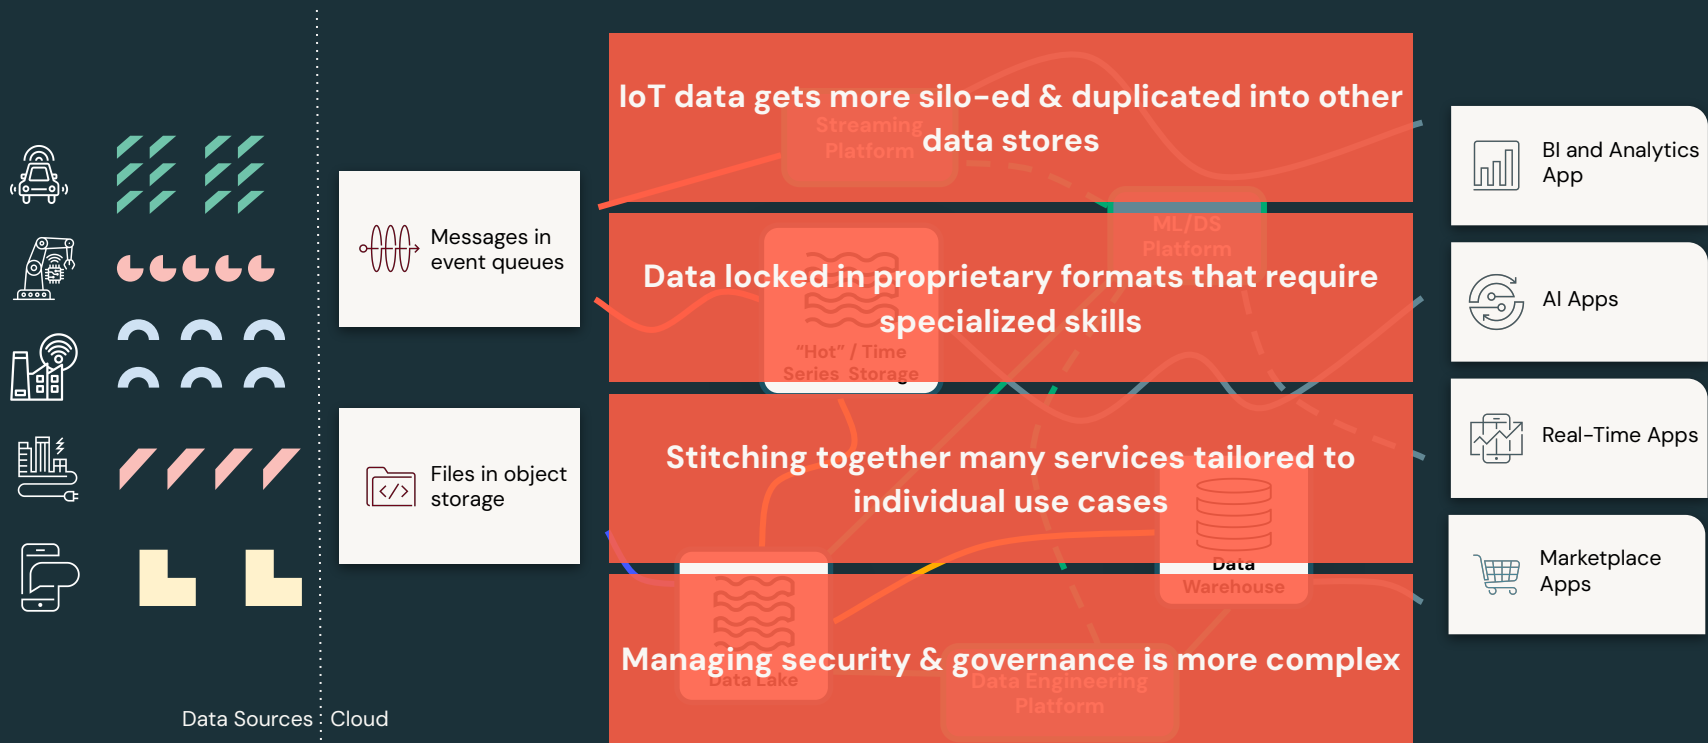 IoT data gets more silo-ed & duplicated into other
data stores
Streaming
Platform
ML/DS
Platform
Data locked in proprietary formats that require
specialized skills
“Hot” / Time
Series Storage
Stitching together many services tailored to
individual use cases
Data
Warehouse
Managing security & governance is more complex
Data Lake
Data Engineering
Platform
Messages in
event queues
Files in object
storage
BI and Analytics
App
AI Apps
Real-Time Apps
Marketplace
Apps
Data Sources
Cloud